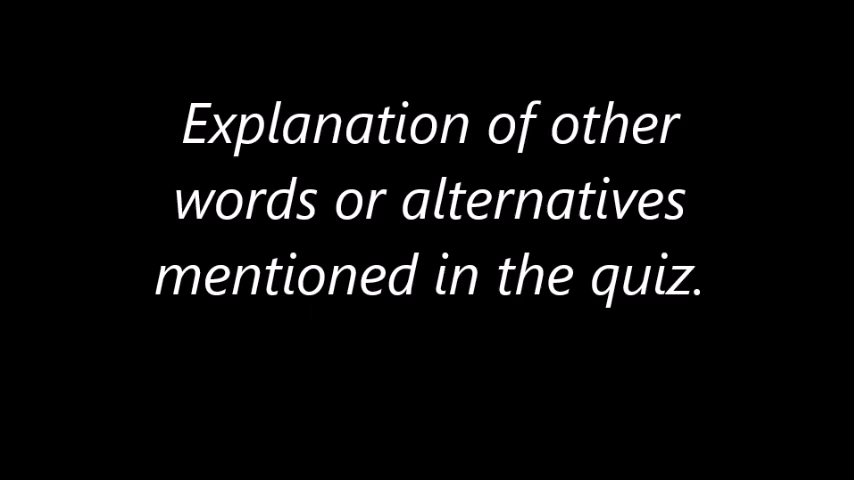 Explanation of other
words or alternatives
mentioned in the quiz.